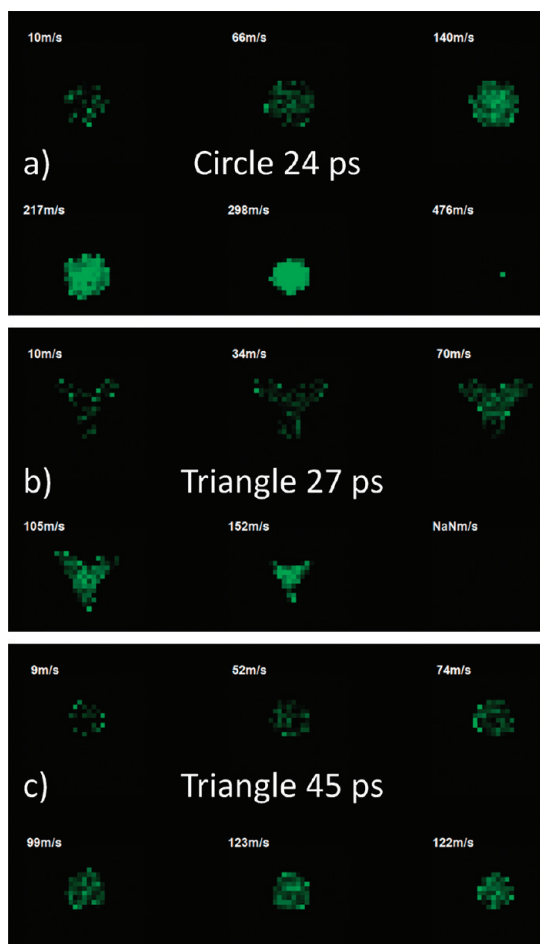 10m/s 66m/s 140m/s
a) Circle 24 ps
217m/s 298m/s 476m/s
10m/s 34m/s 70m/s
b) Triangle 27 ps
105m/s 152m/s NaNm/s
9m/s 52m/s 74m/s
c) Triangle 45 ps
99m/s 123m/s 122m/s